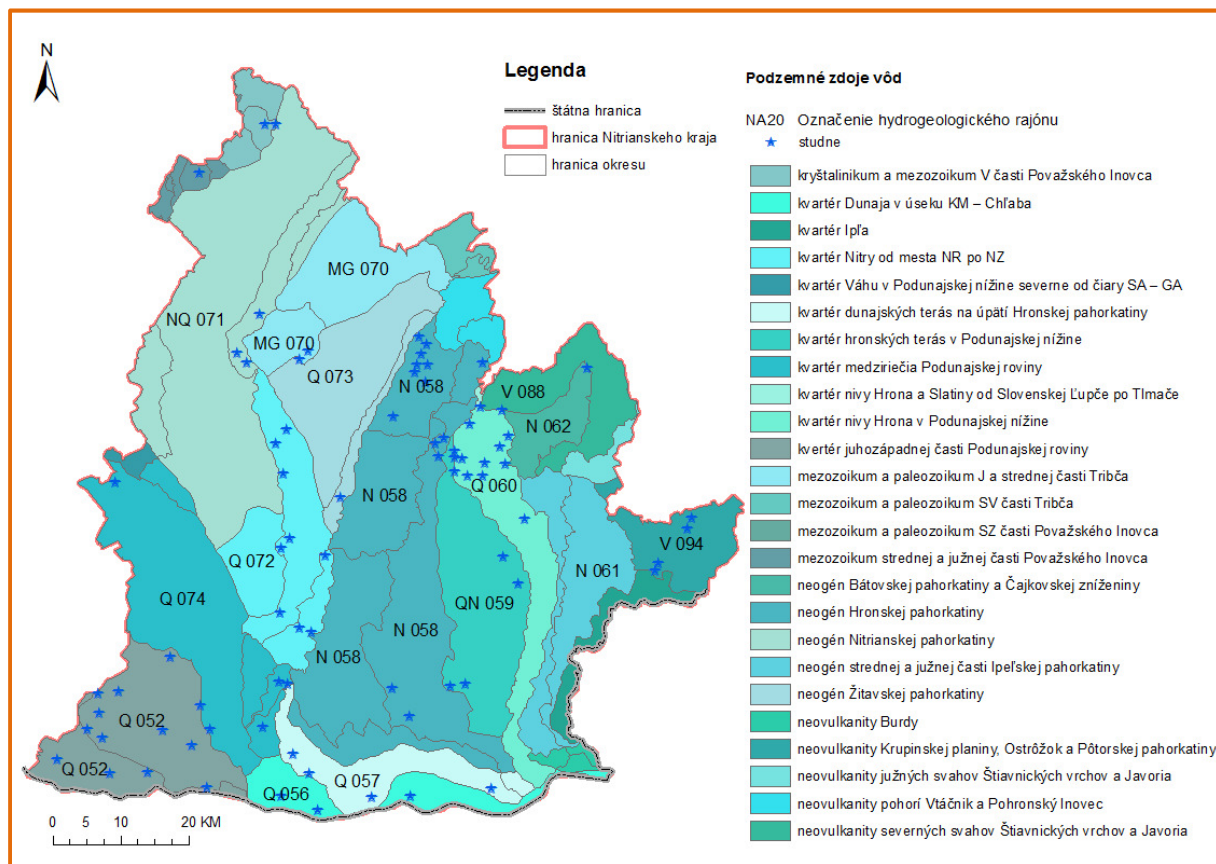 N
Legenda
štátna hranica
hranica Nitrianskeho kraja
hranica okresu
Podzemné zdoje vôd
NA20 Označenie hydrogeologického rajónu
studne
kryštalinikum a mezozoikum V časti Považského Inovca
kvartér Dunaja v úseku KM – Chľaba
kvartér Ipľa
kvartér Nitry od mesta NR po NZ
kvartér Váhu v Podunajskej nížine severne od čiary SA – GA
kvartér dunajských terás na úpätí Hronskej pahorkatiny
kvartér hronských terás v Podunajskej nížine
kvartér medziriečia Podunajskej roviny
kvartér nivy Hrona a Slatiny od Slovenskej Ľupče po Tlmače
kvartér nivy Hrona v Podunajskej nížine
kvertér juhozápadnej časti Podunajskej roviny
mezozoikum a paleozoikum J a strednej časti Tribča
mezozoikum a paleozoikum SV časti Tribča
mezozoikum a paleozoikum SZ časti Považského Inovca
mezozoikum strednej a južnej časti Považského Inovca
neogén Bátovskej pahorkatiny a Čajkovskej zníženiny
neogén Hronskej pahorkatiny
neogén Nitrianskej pahorkatiny
neogén strednej a južnej časti Ipeľskej pahorkatiny
neogén Žitavskej pahorkatiny
neovulkanity Burdy
neovulkanity Krupinskej planiny, Ostrôžok a Pôtorskej pahorkatiny
neovulkanity južných svahov Štiavnických vrchov a Javoria
neovulkanity pohorí Vtáčnik a Pohronský Inovec
neovulkanity severných svahov Štiavnických vrchov a Javoria
MG 070
NQ 071
MG 070
Q 073
N 058
V 088
N 062
N 058
Q 060
Q 072
V 094
N 061
Q 074
QN 059
N 058
N 058
Q 052
Q 052
Q 056
Q 057
0 5 10 20 KM